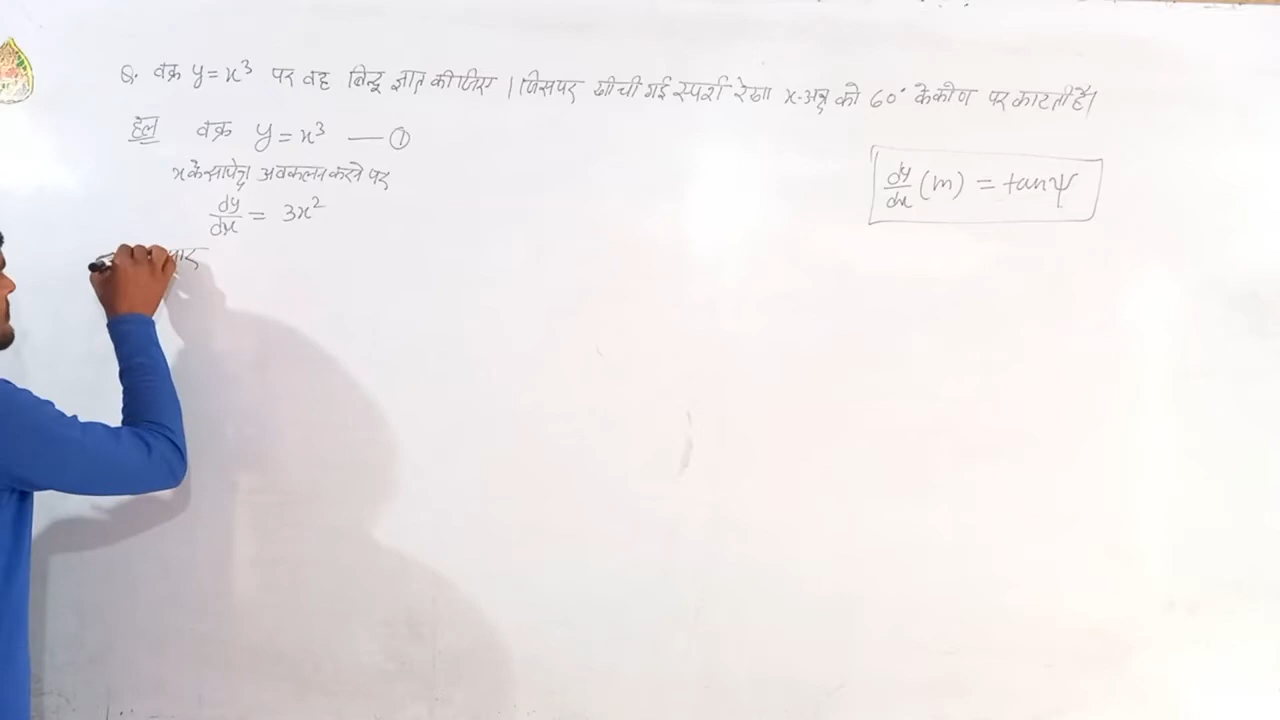 Q. वक्र y = x³ पर वह बिन्दु ज्ञात कीजिए । जिसपर खींची गई स्पर्श रेखा x-अक्ष को 60° के कोण पर काटती है।
हल वक्र y = x³ — ①
x के सापेक्ष अवकलन करने पर
dy/dx = 3x²
dy/dx (m) = tanψ